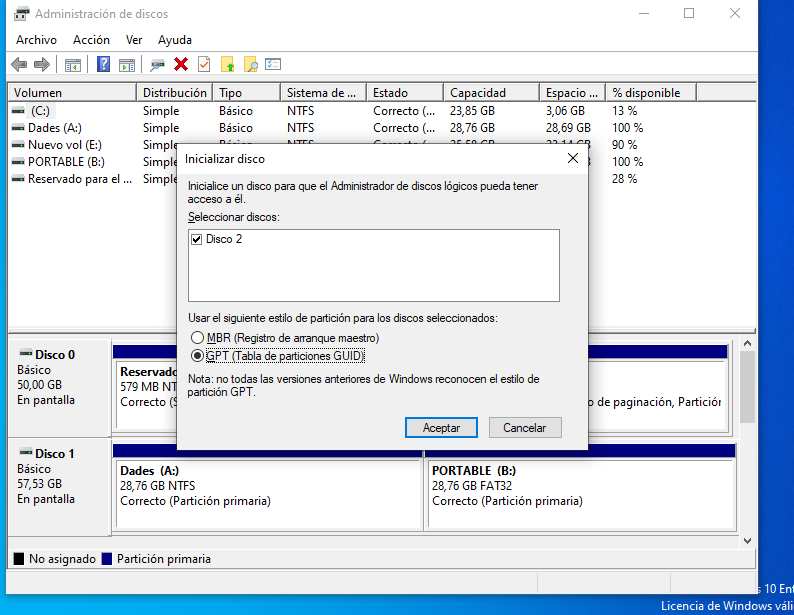 Administración de discos
Archivo Acción Ver Ayuda
Volumen Distribución Tipo Sistema de ... Estado Capacidad Espacio ... % disponible
(C:) Simple Básico NTFS Correcto (... 23,85 GB 3,06 GB 13 %
Dades (A:) Simple Básico NTFS Correcto (... 28,76 GB 28,69 GB 100 %
Nuevo vol (E:) Simple 90 %
PORTABLE (B:) Simple 100 %
Reservado para el ... Simple 28 %
Inicializar disco
Inicialice un disco para que el Administrador de discos lógicos pueda tener
acceso a él.
Seleccionar discos:
Disco 2
Usar el siguiente estilo de partición para los discos seleccionados:
MBR (Registro de arranque maestro)
GPT (Tabla de particiones GUID)
Nota: no todas las versiones anteriores de Windows reconocen el estilo de
partición GPT.
Aceptar Cancelar
Disco 0
Básico
50,00 GB
En pantalla
Reservado
579 MB NT
Correcto (S
o de paginación, Partición
Disco 1
Básico
57,53 GB
En pantalla
Dades (A:)
28,76 GB NTFS
Correcto (Partición primaria)
PORTABLE (B:)
28,76 GB FAT32
Correcto (Partición primaria)
No asignado Partición primaria
s 10 Ent
Licencia de Windows váli